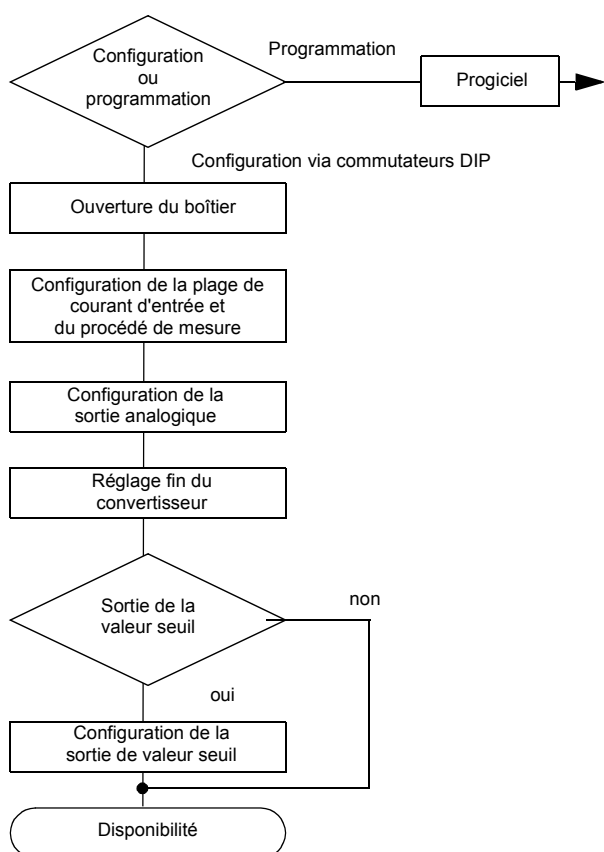 Configuration
ou
programmation
Programmation
Progiciel
Configuration via commutateurs DIP
Ouverture du boîtier
Configuration de la plage de
courant d'entrée et
du procédé de mesure
Configuration de la
sortie analogique
Réglage fin du
convertisseur
Sortie de la
valeur seuil
non
oui
Configuration de la
sortie de valeur seuil
Disponibilité